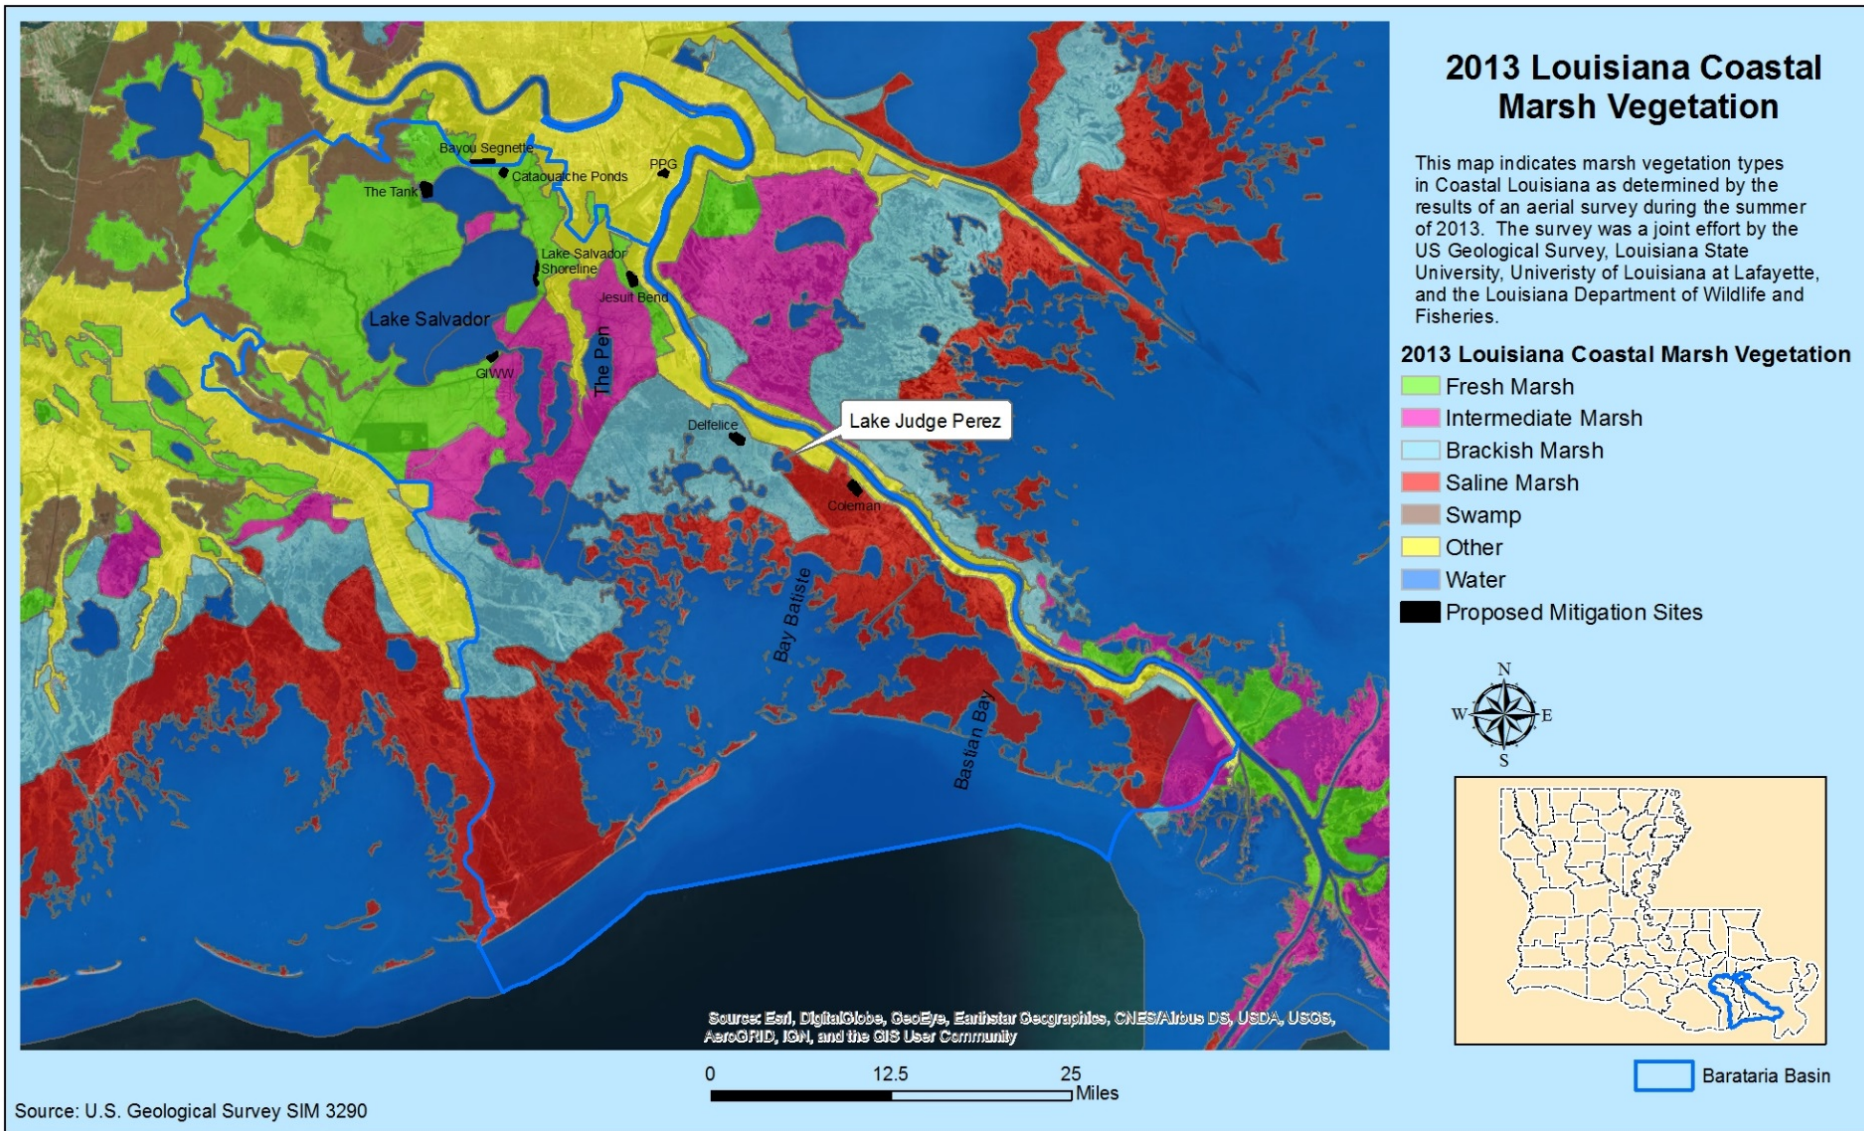 2013 Louisiana Coastal
Marsh Vegetation
This map indicates marsh vegetation types
in Coastal Louisiana as determined by the
results of an aerial survey during the summer
of 2013.  The survey was a joint effort by the
US Geological Survey, Louisiana State
University, Univeristy of Louisiana at Lafayette,
and the Louisiana Department of Wildlife and
Fisheries.
2013 Louisiana Coastal Marsh Vegetation
Fresh Marsh
Intermediate Marsh
Brackish Marsh
Saline Marsh
Swamp
Other
Water
Proposed Mitigation Sites
N
W
E
S
Barataria Basin
Bayou Segnette
Cataouatche Ponds
The Tank
PPG
Lake Salvador
Shoreline
Jesuit Bend
Lake Salvador
GIWW
The Pen
Delfelice
Lake Judge Perez
Coleman
Bay Batiste
Bastian Bay
Source: Esri, DigitalGlobe, GeoEye, Earthstar Geographics, CNES/Airbus DS, USDA, USGS,
AeroGRID, IGN, and the GIS User Community
0
12.5
25
Miles
Source: U.S. Geological Survey SIM 3290